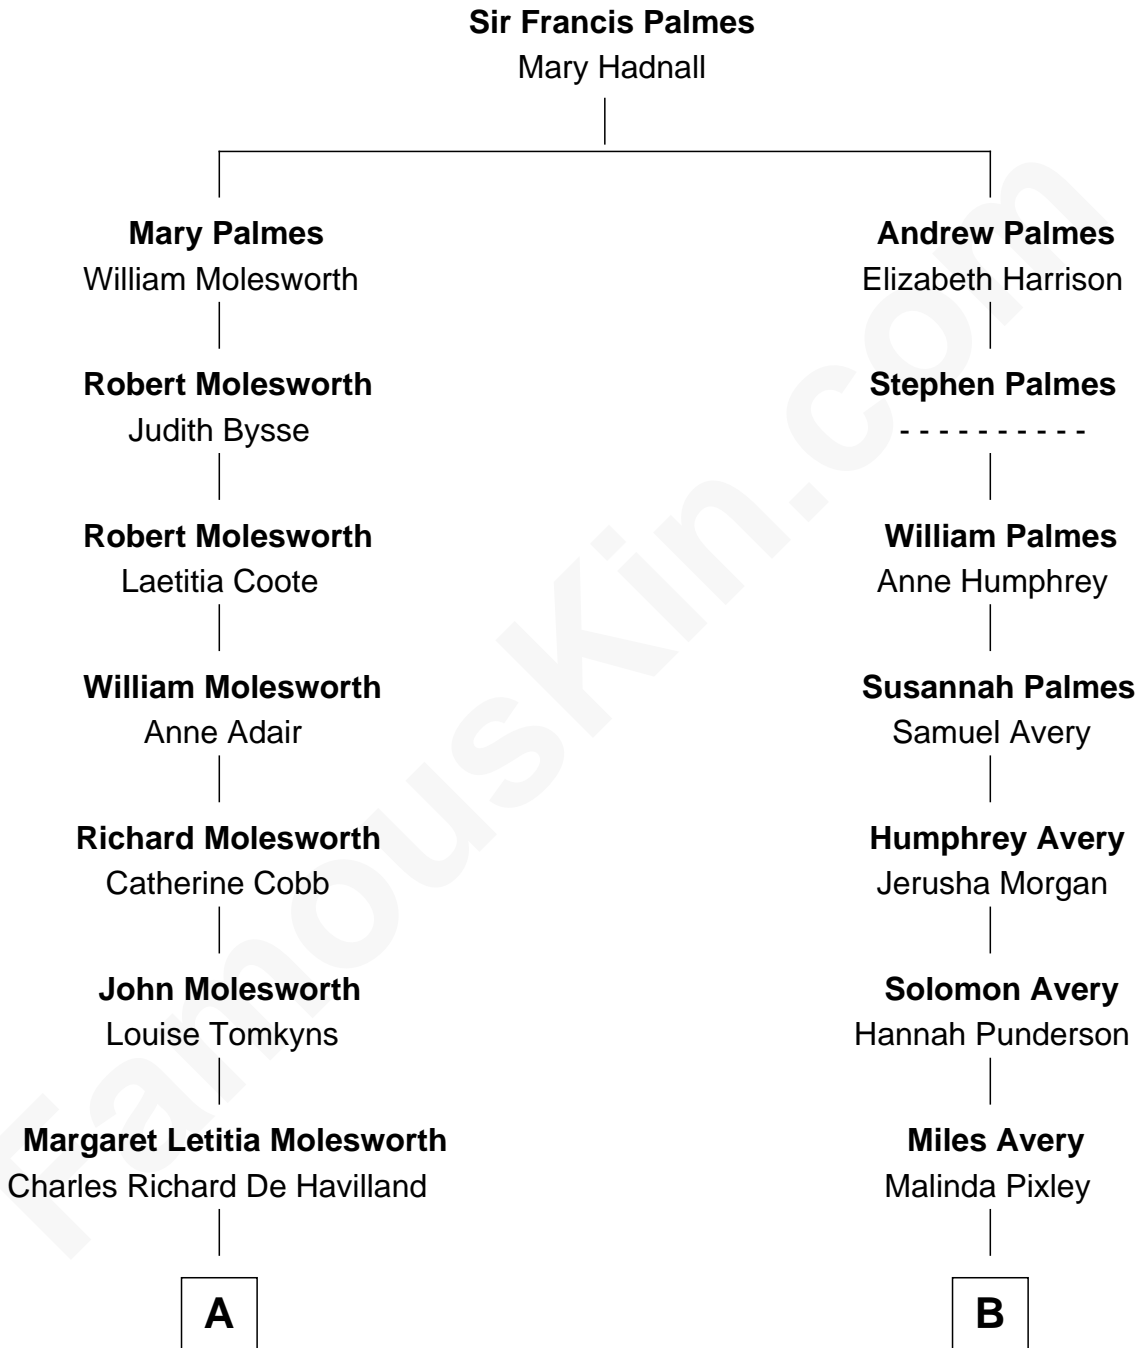 Sir Francis Palmes
Mary Hadnall
Mary Palmes
William Molesworth
Andrew Palmes
Elizabeth Harrison
Robert Molesworth
Judith Bysse
Stephen Palmes
- - - - - - - - - -
Robert Molesworth
Laetitia Coote
William Palmes
Anne Humphrey
William Molesworth
Anne Adair
Susannah Palmes
Samuel Avery
Richard Molesworth
Catherine Cobb
Humphrey Avery
Jerusha Morgan
John Molesworth
Louise Tomkyns
Solomon Avery
Hannah Punderson
Margaret Letitia Molesworth
Charles Richard De Havilland
Miles Avery
Malinda Pixley
A
B
FamousKin.com